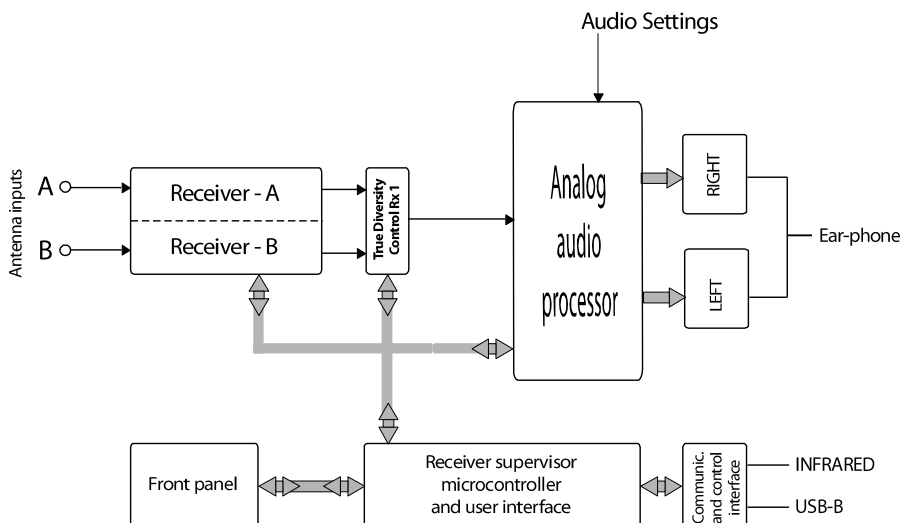 Audio Settings
Antenna inputs
A
B
Receiver - A
Receiver - B
True Diversity
Control Rx 1
Analog
audio
processor
RIGHT
LEFT
Ear-phone
Front panel
Receiver supervisor
microcontroller
and user interface
Communic.
and control
interface
INFRARED
USB-B